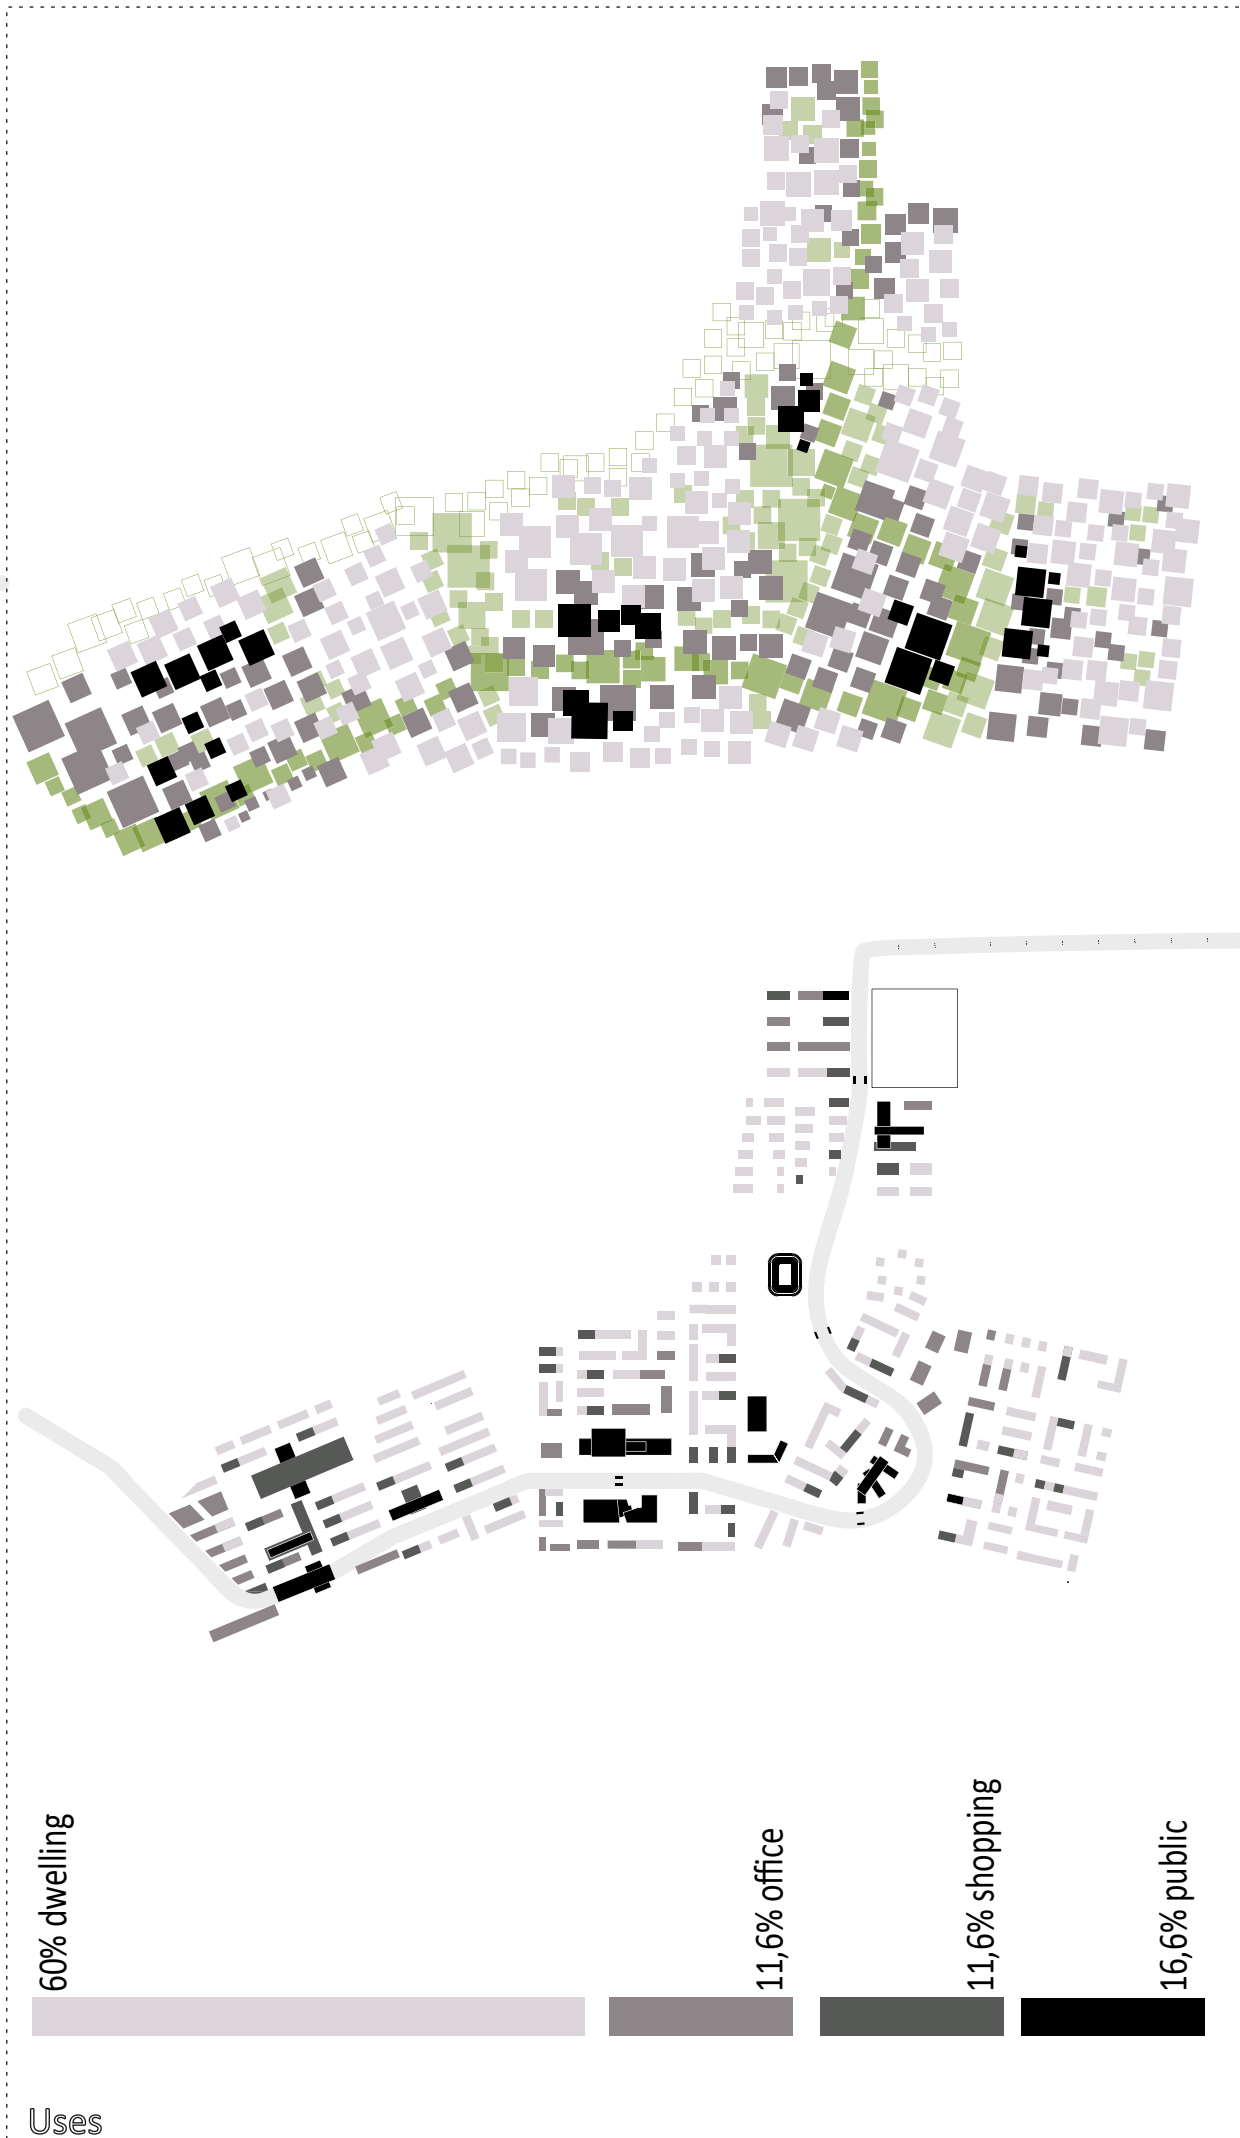 60% dwelling
11,6% office
11,6% shopping
16,6% public
Uses